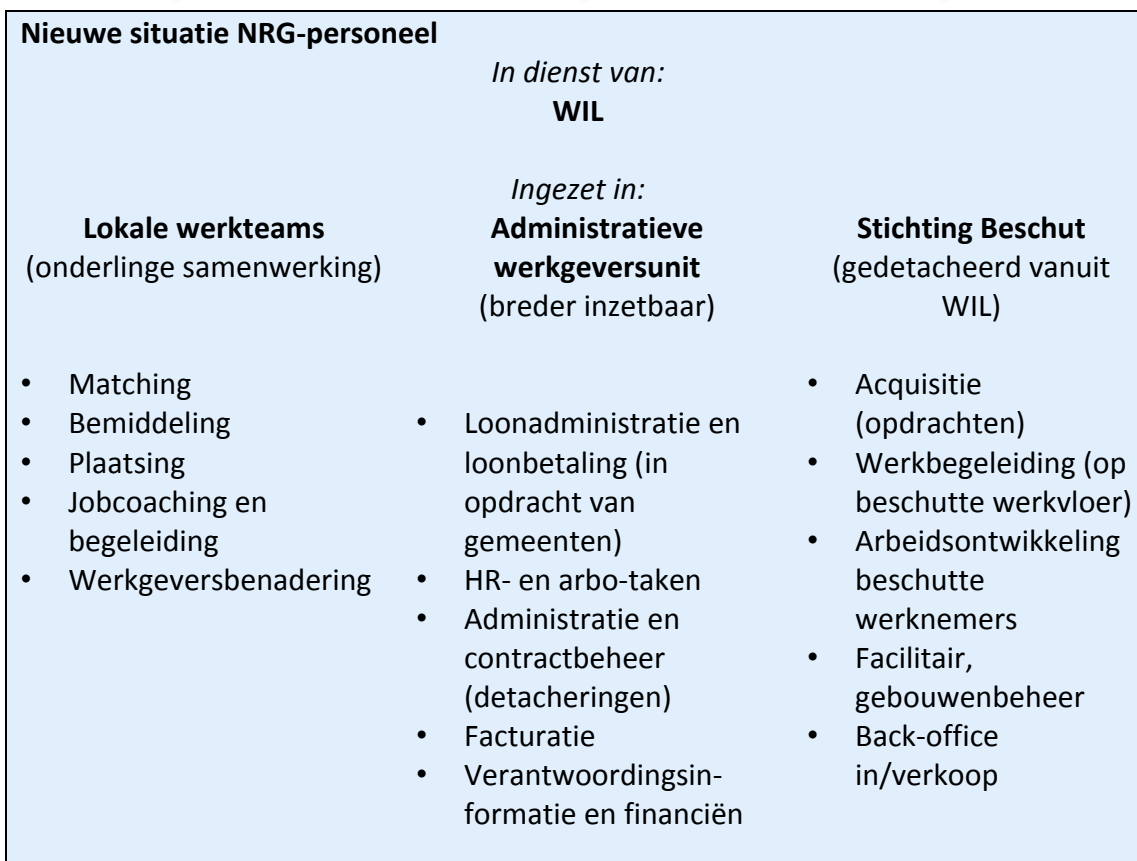 Nieuwe situatie NRG-personeel
In dienst van:
WIL
Ingezet in:
Lokale werkteams
(onderlinge samenwerking)
• Matching
• Bemiddeling
• Plaatsing
• Jobcoaching en
begeleiding
• Werkgeversbenadering
Administratieve
werkgeversunit
(breder inzetbaar)
• Loonadministratie en
loonbetaling (in
opdracht van
gemeenten)
• HR- en arbo-taken
• Administratie en
contractbeheer
(detacheringen)
• Facturatie
• Verantwoordingsin-
formatie en financiën
Stichting Beschut
(gedetacheerd vanuit
WIL)
• Acquisitie
(opdrachten)
• Werkbegeleiding (op
beschutte werkvloer)
• Arbeidsontwikkeling
beschutte
werknemers
• Facilitair,
gebouwenbeheer
• Back-office
in/verkoop